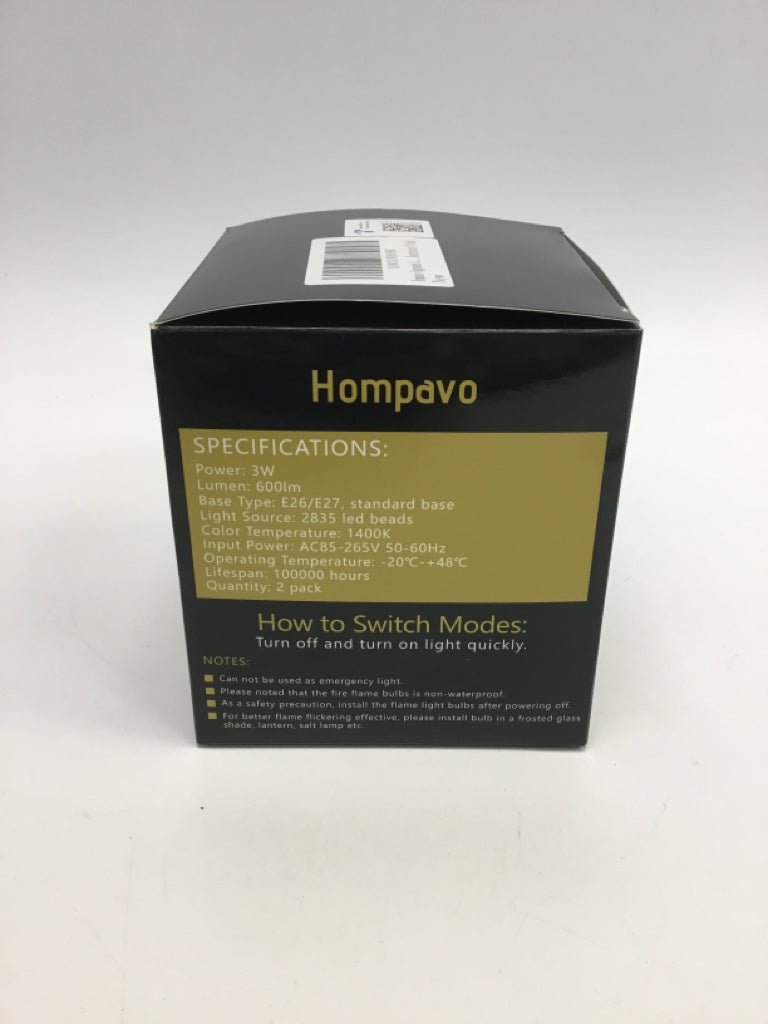 New
Hompavo
SPECIFICATIONS:
Power: 3W
Lumen: 600lm
Base Type: E26/E27, standard base
Light Source: 2835 led beads
Color Temperature: 1400K
Input Power: AC85-265V 50-60Hz
Operating Temperature: -20℃-+48℃
Lifespan: 100000 hours
Quantity: 2 pack
How to Switch Modes:
Turn off and turn on light quickly.
NOTES:
Can not be used as emergency light.
Please noted that the fire flame bulbs is non-waterproof.
As a safety precaution, install the flame light bulbs after powering off.
For better flame flickering effective, please install bulb in a frosted glass
shade, lantern, salt lamp etc.